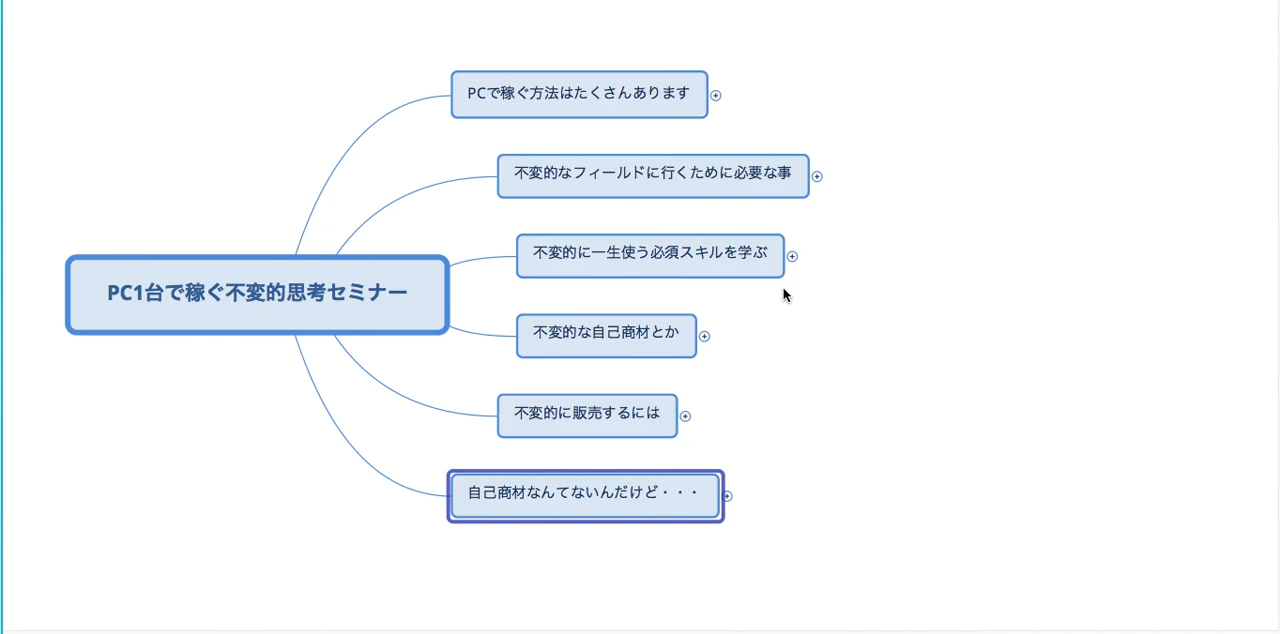 PCで稼ぐ方法はたくさんあります
不変的なフィールドに行くために必要な事
不変的に一生使う必須スキルを学ぶ
PC1台で稼ぐ不変的思考セミナー
不変的な自己商材とか
不変的に販売するには
自己商材なんてないんだけど・・・